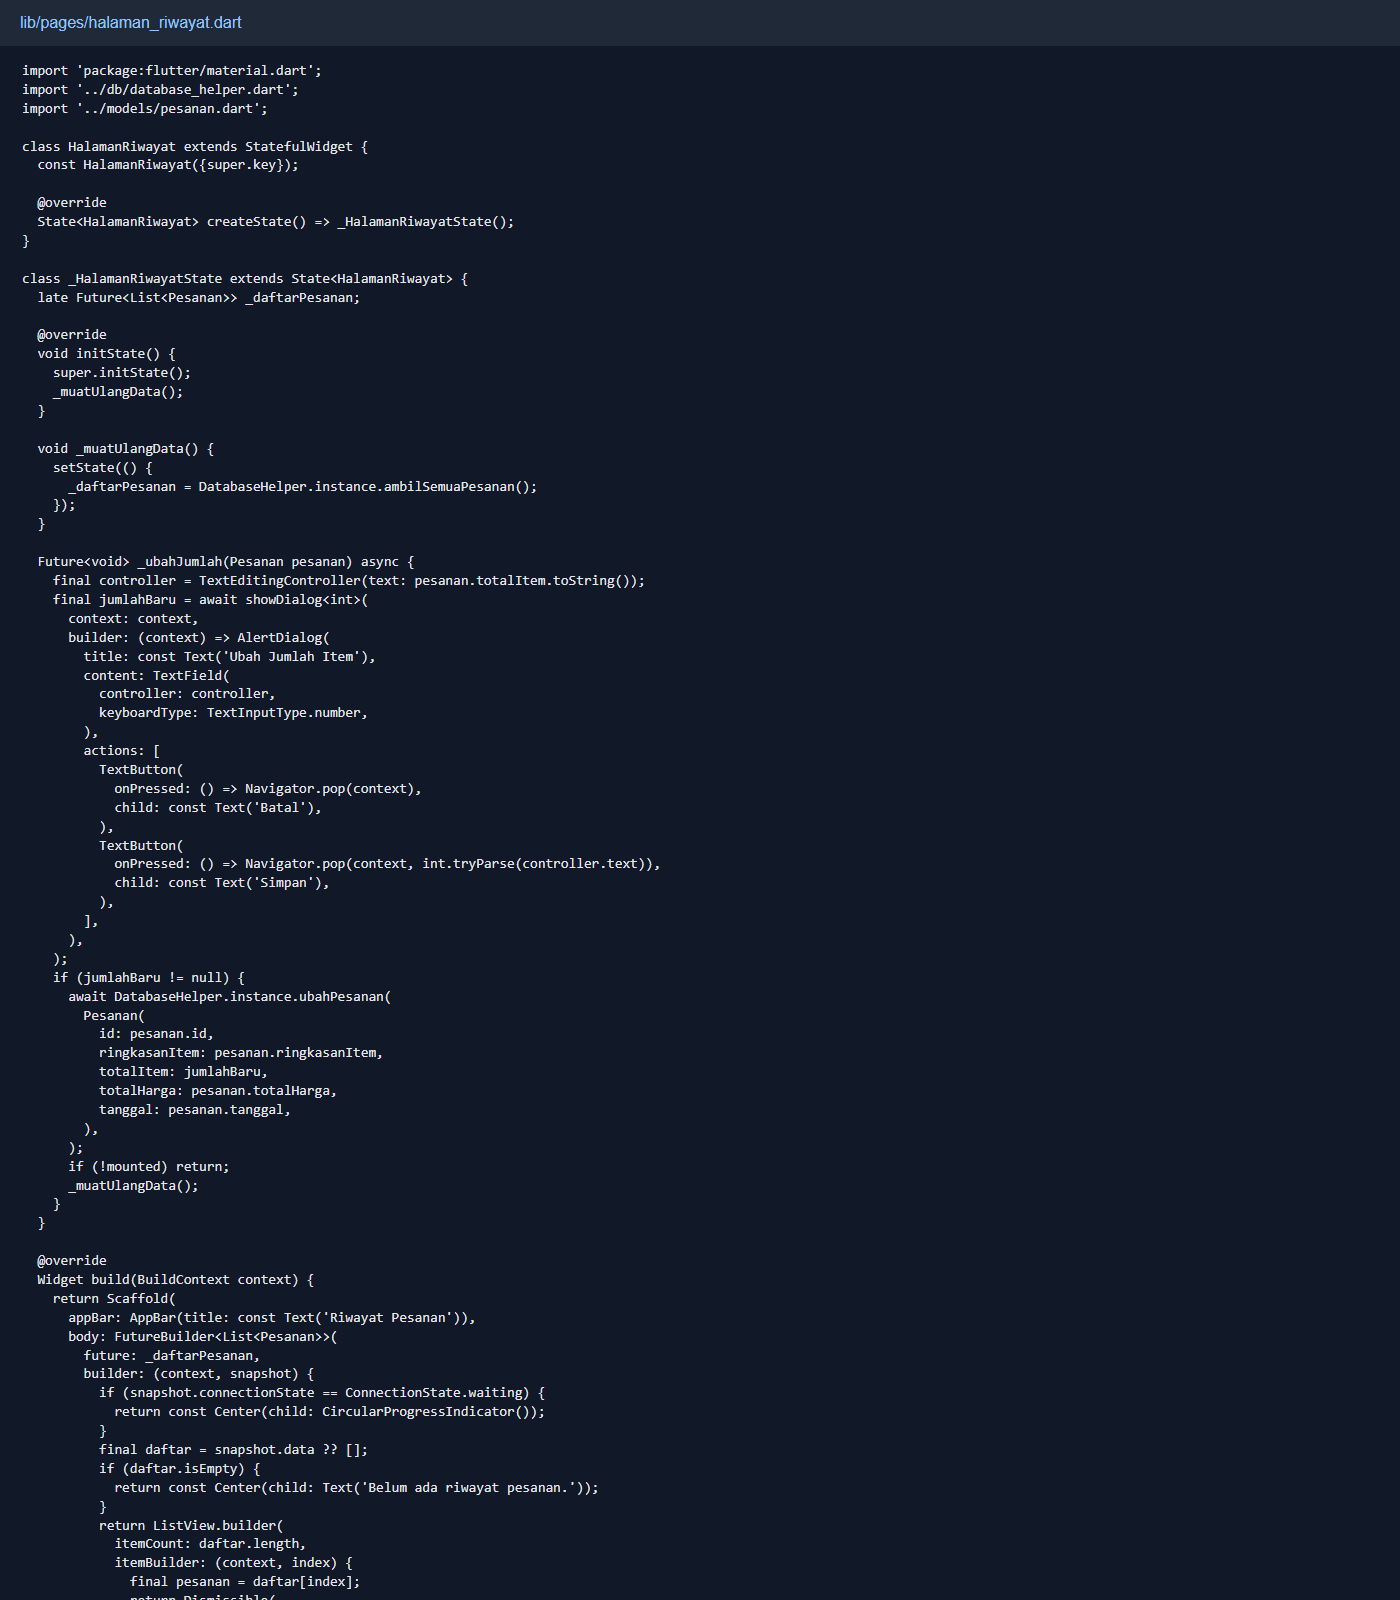 lib/pages/halaman_riwayat.dart
import 'package:flutter/material.dart';
import '../db/database_helper.dart';
import '../models/pesanan.dart';

class HalamanRiwayat extends StatefulWidget {
  const HalamanRiwayat({super.key});

  @override
  State<HalamanRiwayat> createState() => _HalamanRiwayatState();
}

class _HalamanRiwayatState extends State<HalamanRiwayat> {
  late Future<List<Pesanan>> _daftarPesanan;

  @override
  void initState() {
    super.initState();
    _muatUlangData();
  }

  void _muatUlangData() {
    setState(() {
      _daftarPesanan = DatabaseHelper.instance.ambilSemuaPesanan();
    });
  }

  Future<void> _ubahJumlah(Pesanan pesanan) async {
    final controller = TextEditingController(text: pesanan.totalItem.toString());
    final jumlahBaru = await showDialog<int>(
      context: context,
      builder: (context) => AlertDialog(
        title: const Text('Ubah Jumlah Item'),
        content: TextField(
          controller: controller,
          keyboardType: TextInputType.number,
        ),
        actions: [
          TextButton(
            onPressed: () => Navigator.pop(context),
            child: const Text('Batal'),
          ),
          TextButton(
            onPressed: () => Navigator.pop(context, int.tryParse(controller.text)),
            child: const Text('Simpan'),
          ),
        ],
      ),
    );
    if (jumlahBaru != null) {
      await DatabaseHelper.instance.ubahPesanan(
        Pesanan(
          id: pesanan.id,
          ringkasanItem: pesanan.ringkasanItem,
          totalItem: jumlahBaru,
          totalHarga: pesanan.totalHarga,
          tanggal: pesanan.tanggal,
        ),
      );
      if (!mounted) return;
      _muatUlangData();
    }
  }

  @override
  Widget build(BuildContext context) {
    return Scaffold(
      appBar: AppBar(title: const Text('Riwayat Pesanan')),
      body: FutureBuilder<List<Pesanan>>(
        future: _daftarPesanan,
        builder: (context, snapshot) {
          if (snapshot.connectionState == ConnectionState.waiting) {
            return const Center(child: CircularProgressIndicator());
          }
          final daftar = snapshot.data ?? [];
          if (daftar.isEmpty) {
            return const Center(child: Text('Belum ada riwayat pesanan.'));
          }
          return ListView.builder(
            itemCount: daftar.length,
            itemBuilder: (context, index) {
              final pesanan = daftar[index];
              return Dismissible(